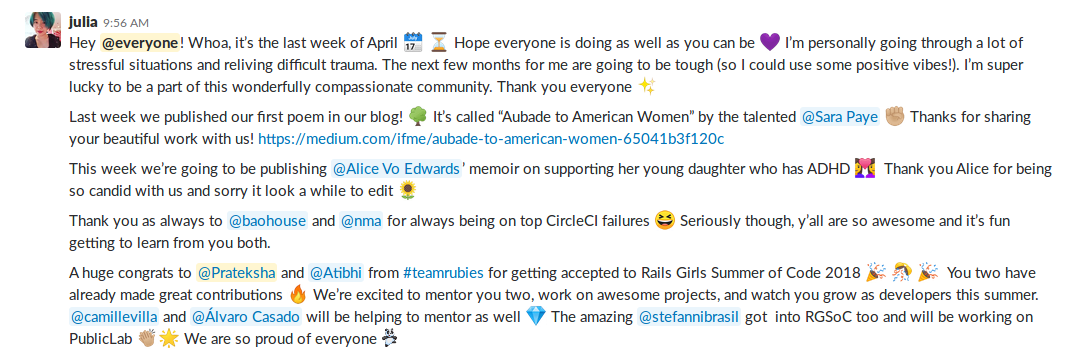 julia 9:56 AM
Hey @everyone! Whoa, it's the last week of April 📅 ⏳ Hope everyone is doing as well as you can be 💜 I'm personally going through a lot of
stressful situations and reliving difficult trauma. The next few months for me are going to be tough (so I could use some positive vibes!). I'm super
lucky to be a part of this wonderfully compassionate community. Thank you everyone ✨
Last week we published our first poem in our blog! 🌳 It's called “Aubade to American Women” by the talented @Sara Paye ✊🏽 Thanks for sharing
your beautiful work with us! https://medium.com/ifme/aubade-to-american-women-65041b3f120c
This week we're going to be publishing @Alice Vo Edwards' memoir on supporting her young daughter who has ADHD 👩‍❤️‍👩 Thank you Alice for being
so candid with us and sorry it look a while to edit 🌻
Thank you as always to @baohouse and @nma for always being on top CircleCI failures 😆 Seriously though, y'all are so awesome and it's fun
getting to learn from you both.
A huge congrats to @Prateksha and @Atibhi from #teamrubies for getting accepted to Rails Girls Summer of Code 2018 🎉 🎊 🎉 You two have
already made great contributions 🔥 We're excited to mentor you two, work on awesome projects, and watch you grow as developers this summer.
@camillevilla and @Álvaro Casado will be helping to mentor as well 💎 The amazing @stefannibrasil got into RGSoC too and will be working on
PublicLab 👏🏽 🌟 We are so proud of everyone 🐼